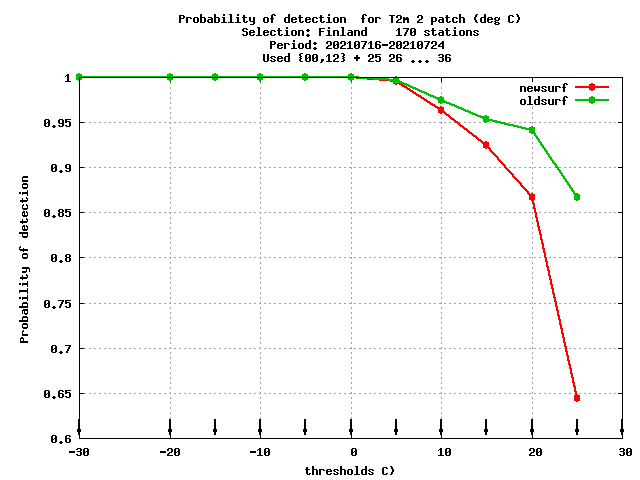 Probability of detection  for T2m 2 patch (deg C)
Selection: Finland    170 stations
Period: 20210716-20210724
Used {00,12} + 25 26 ... 36
newsurf
oldsurf
Probability of detection
1
0.95
0.9
0.85
0.8
0.75
0.7
0.65
0.6
-30 -20 -10 0 10 20 30
thresholds C)